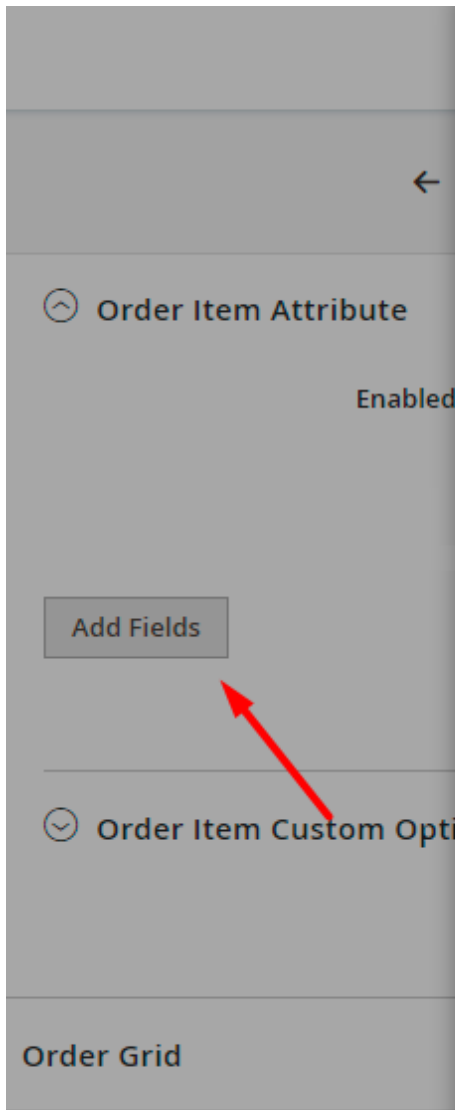 Order Item Attribute
Enabled
Add Fields
Order Item Custom Opti
Order Grid